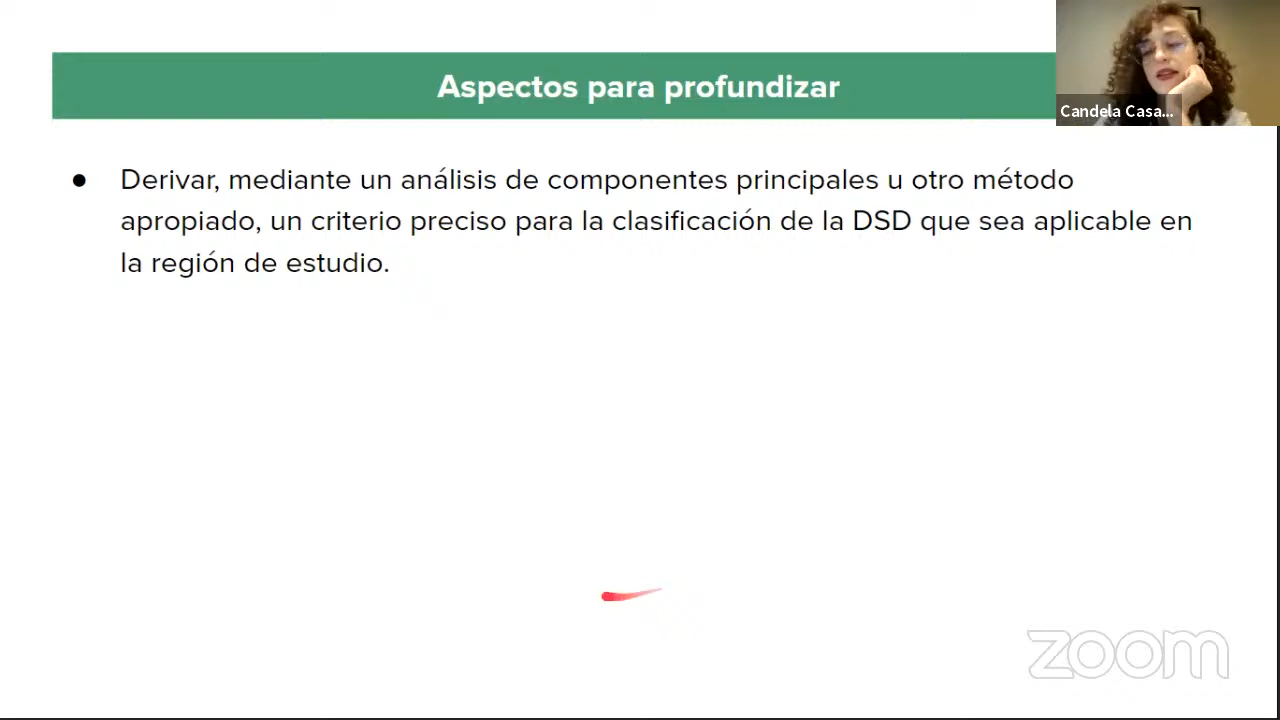 Aspectos para profundizar
Candela Casa...
● Derivar, mediante un análisis de componentes principales u otro método
apropiado, un criterio preciso para la clasificación de la DSD que sea aplicable en
la región de estudio.
zoom